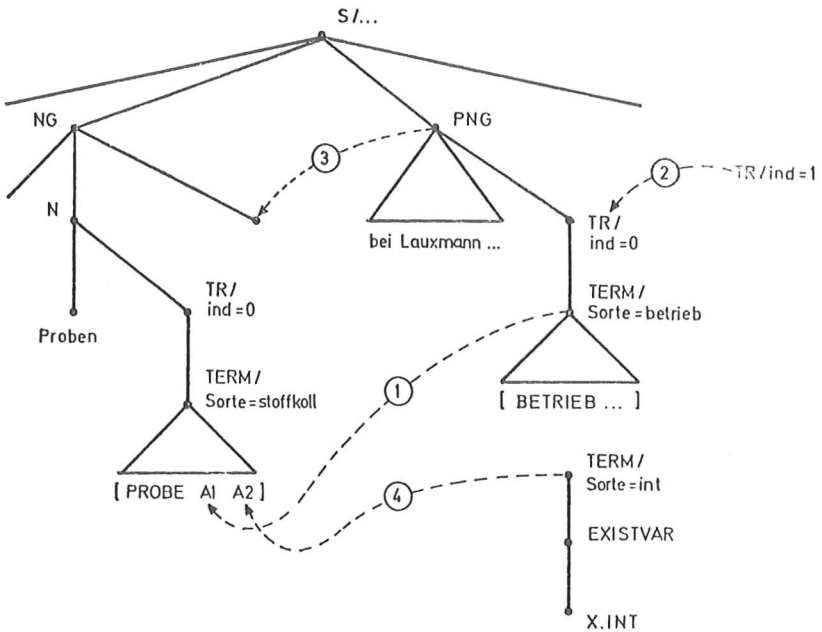 S/...
NG
PNG
3
2
TR/ind=1
N
bei Lauxmann ...
TR/
ind=0
TR/
ind=0
TERM/
Sorte=betrieb
Proben
TERM/
Sorte=stoffkoll
1
[ BETRIEB ... ]
[ PROBE A1 A2 ]
4
TERM/
Sorte=int
EXISTVAR
X.INT